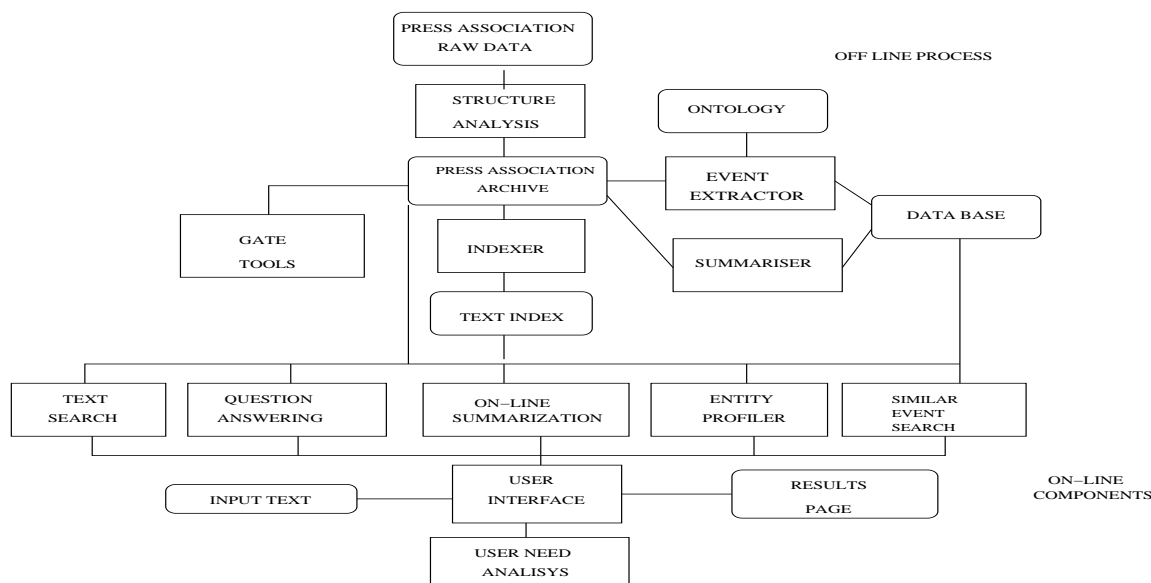 PRESS ASSOCIATION
RAW DATA
OFF LINE PROCESS
STRUCTURE
ANALYSIS
ONTOLOGY
PRESS ASSOCIATION
ARCHIVE
EVENT
EXTRACTOR
DATA BASE
GATE
TOOLS
INDEXER
SUMMARISER
TEXT INDEX
TEXT
SEARCH
QUESTION
ANSWERING
ON-LINE
SUMMARIZATION
ENTITY
PROFILER
SIMILAR
EVENT
SEARCH
INPUT TEXT
USER
INTERFACE
RESULTS
PAGE
ON-LINE
COMPONENTS
USER NEED
ANALISYS